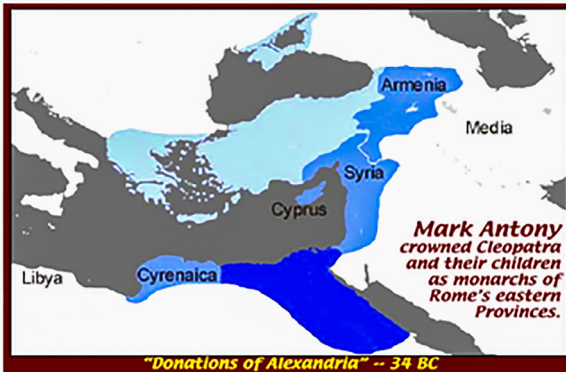 Armenia
Media
Syria
Cyprus
Mark Antony
crowned Cleopatra
and their children
as monarchs of
Rome's eastern
Provinces.
Libya
Cyrenaica
"Donations of Alexandria" -- 34 BC